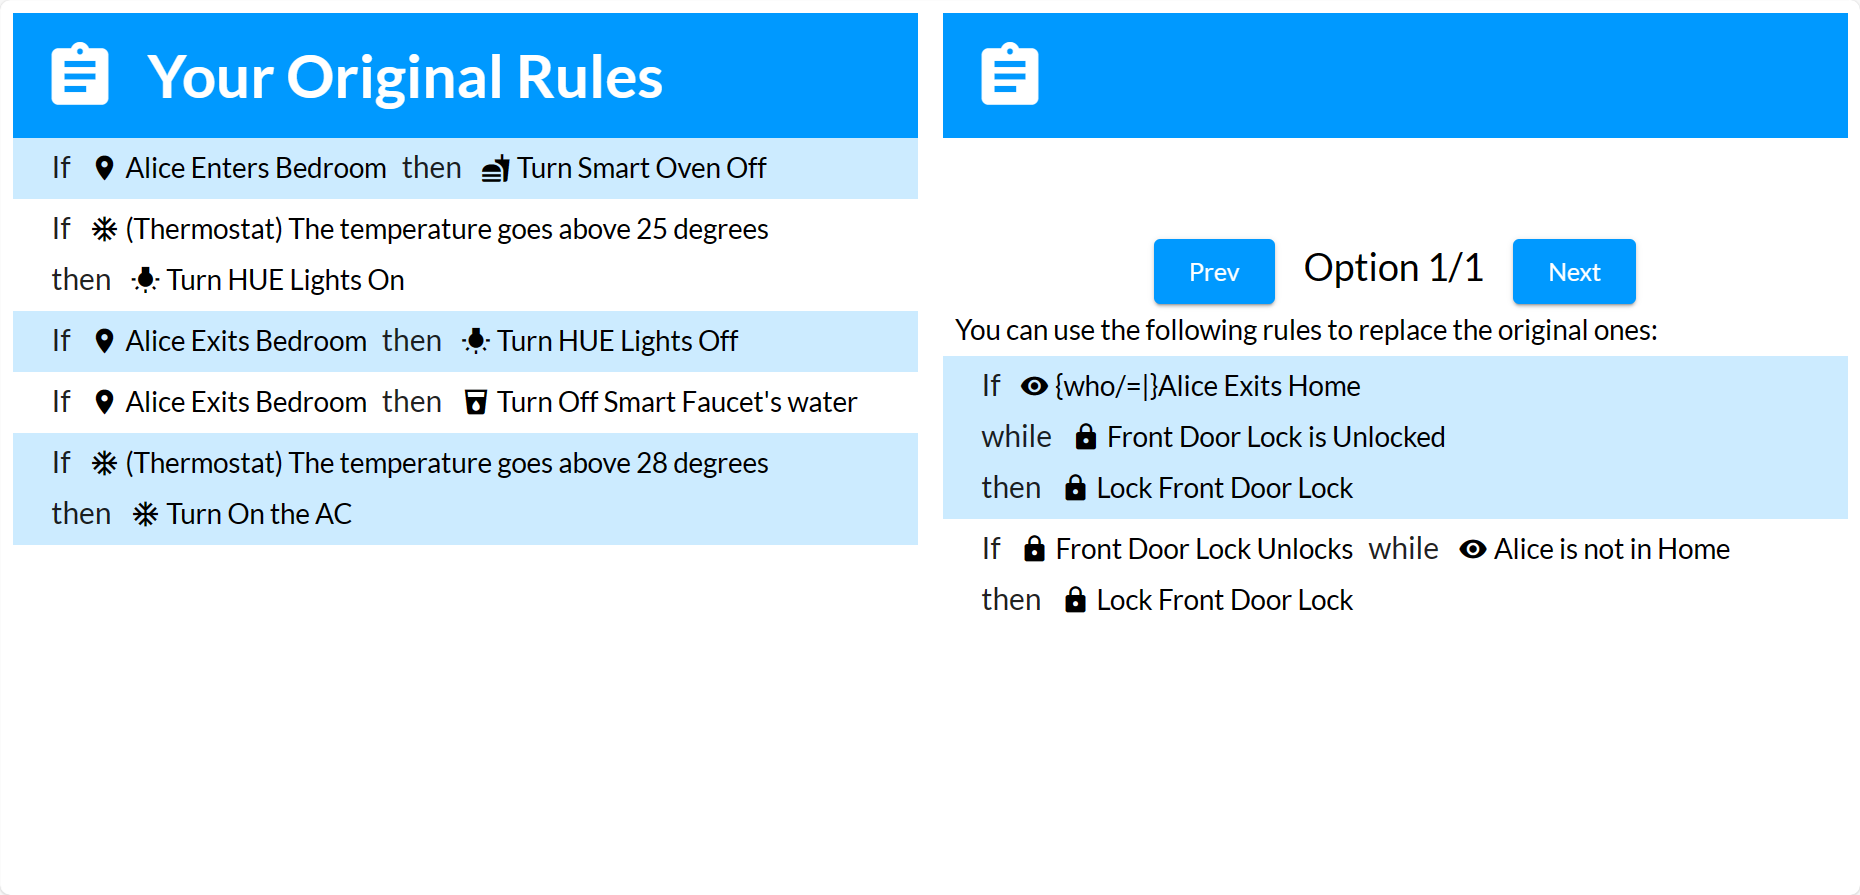 Your Original Rules
If Alice Enters Bedroom then Turn Smart Oven Off
If (Thermostat) The temperature goes above 25 degrees
then Turn HUE Lights On
If Alice Exits Bedroom then Turn HUE Lights Off
If Alice Exits Bedroom then Turn Off Smart Faucet's water
If (Thermostat) The temperature goes above 28 degrees
then Turn On the AC
Prev Option 1/1 Next
You can use the following rules to replace the original ones:
If {who/=|}Alice Exits Home
while Front Door Lock is Unlocked
then Lock Front Door Lock
If Front Door Lock Unlocks while Alice is not in Home
then Lock Front Door Lock